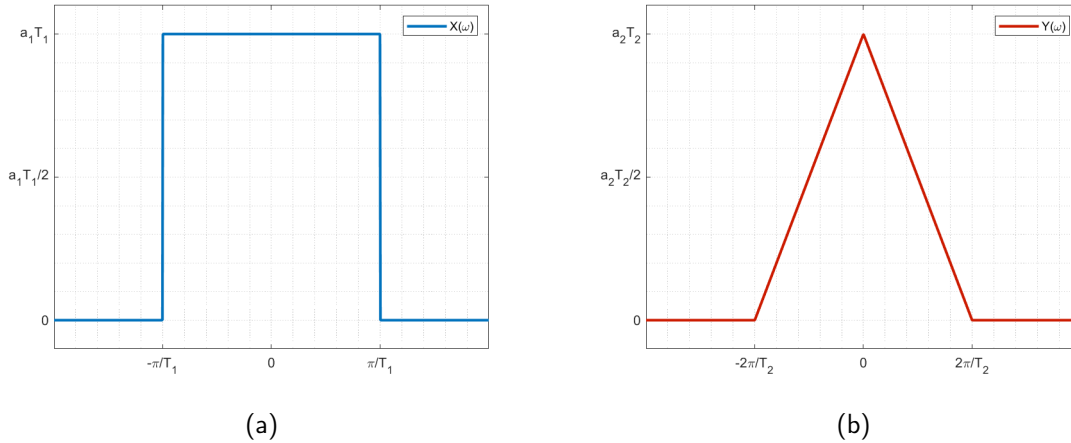 X(ω)
a₁T₁
a₁T₁/2
0
-π/T₁ 0 π/T₁
(a)
Y(ω)
a₂T₂
a₂T₂/2
0
-2π/T₂ 0 2π/T₂
(b)